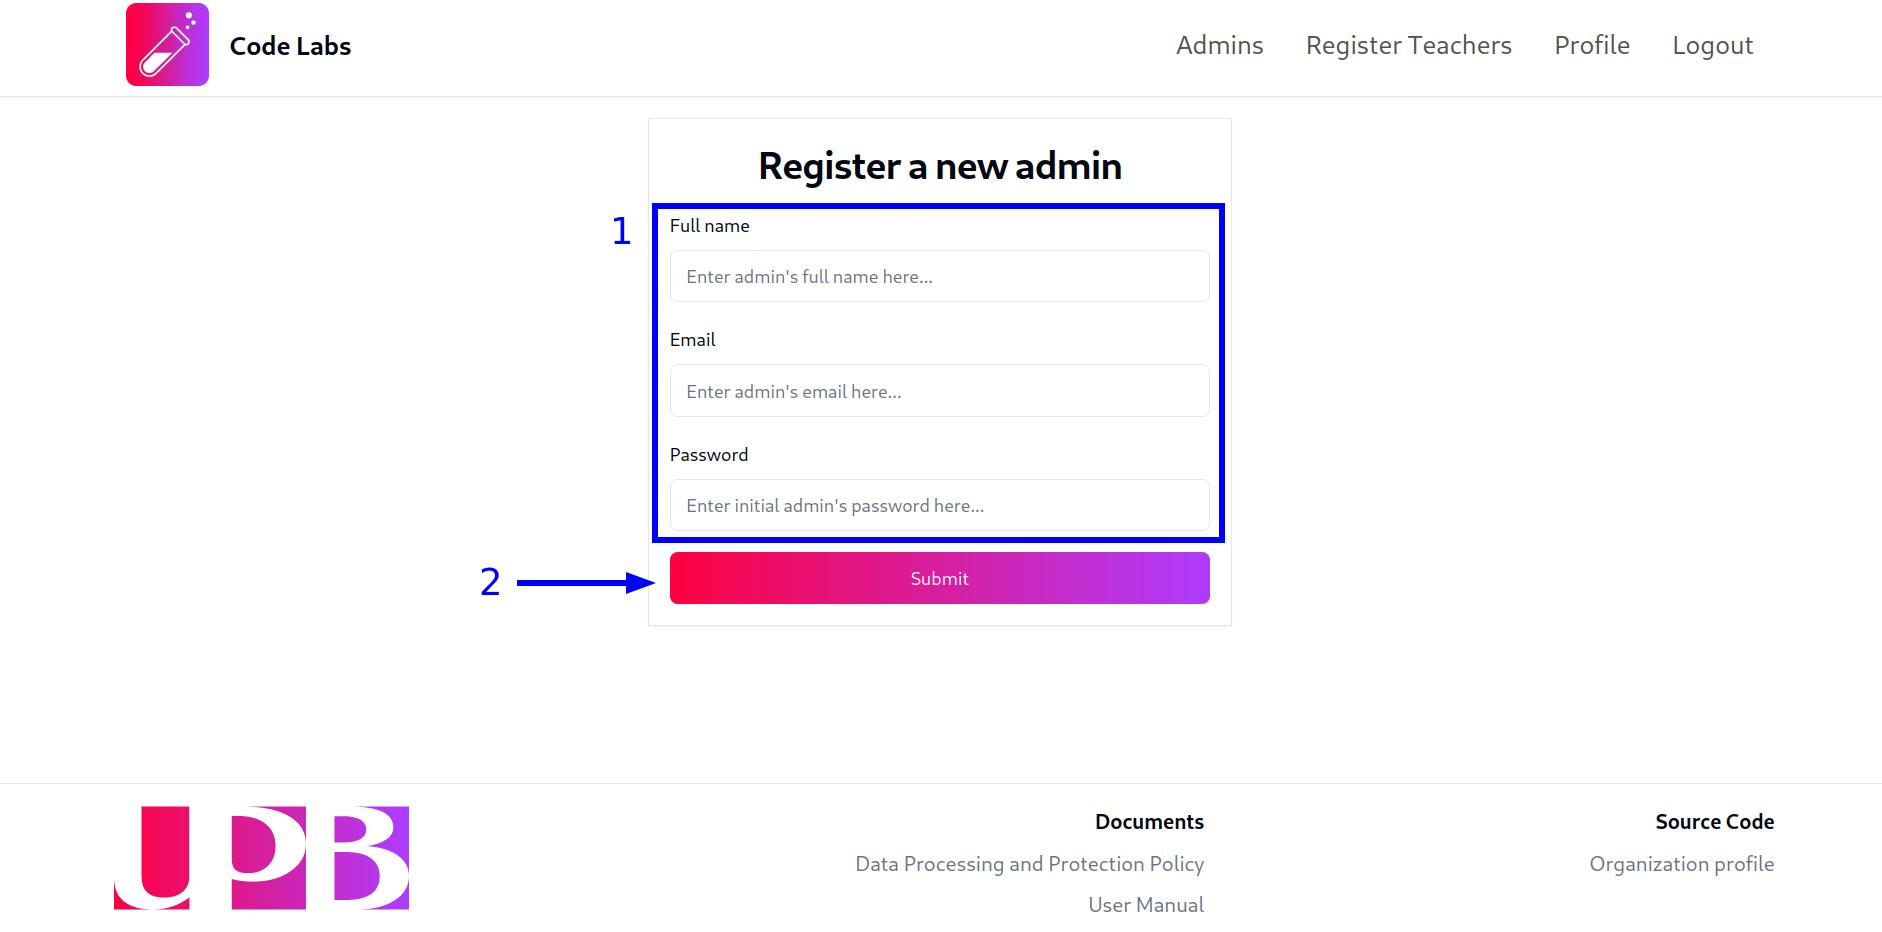 Code Labs
Admins Register Teachers Profile Logout
Register a new admin
1
Full name
Enter admin's full name here...
Email
Enter admin's email here...
Password
Enter initial admin's password here...
2
Submit
UPB
Documents
Data Processing and Protection Policy
User Manual
Source Code
Organization profile